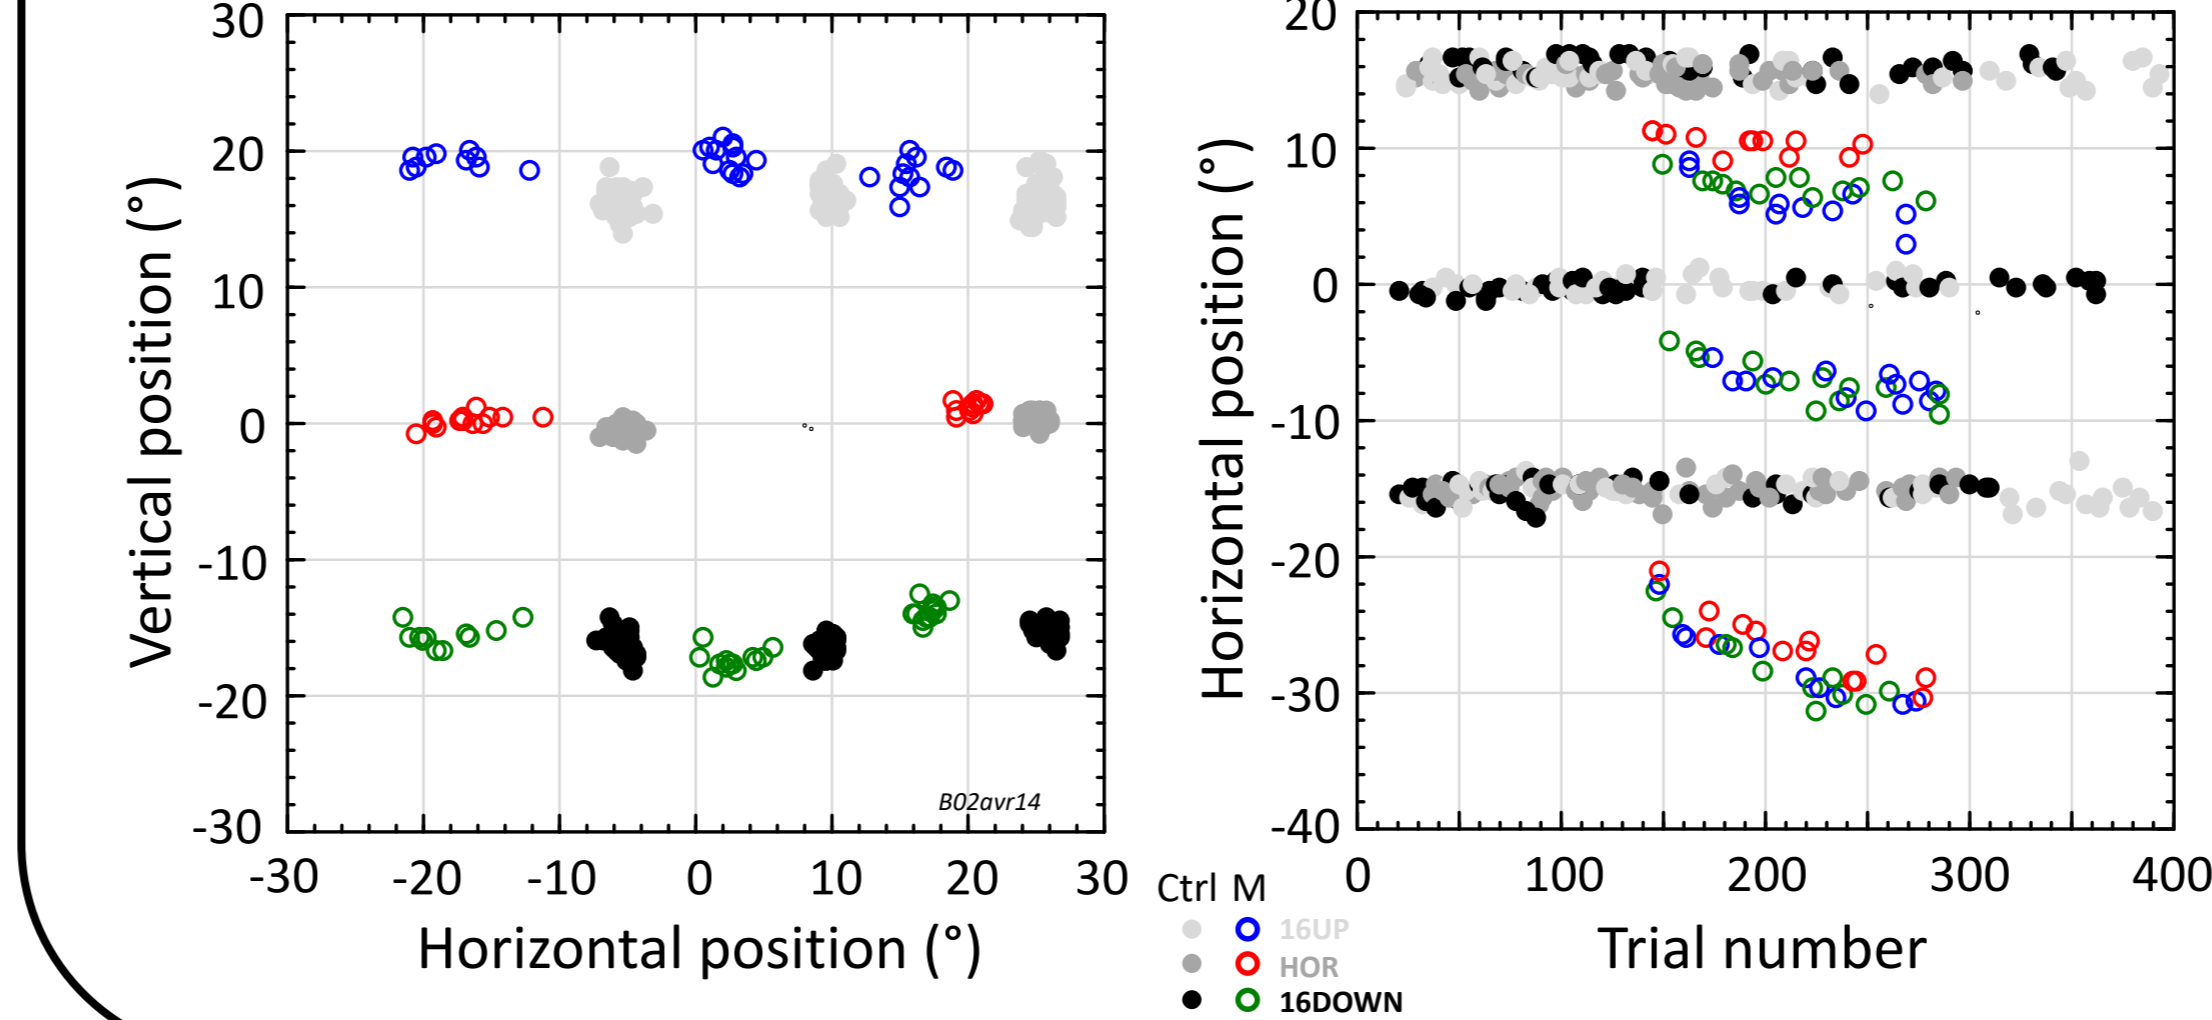 30
20
10
0
-10
-20
-30
Vertical position (°)
B02avr14
-30 -20 -10 0 10 20 30
Horizontal position (°)
20
10
0
-10
-20
-30
-40
Horizontal position (°)
0 100 200 300 400
Trial number
Ctrl M
16UP
HOR
16DOWN